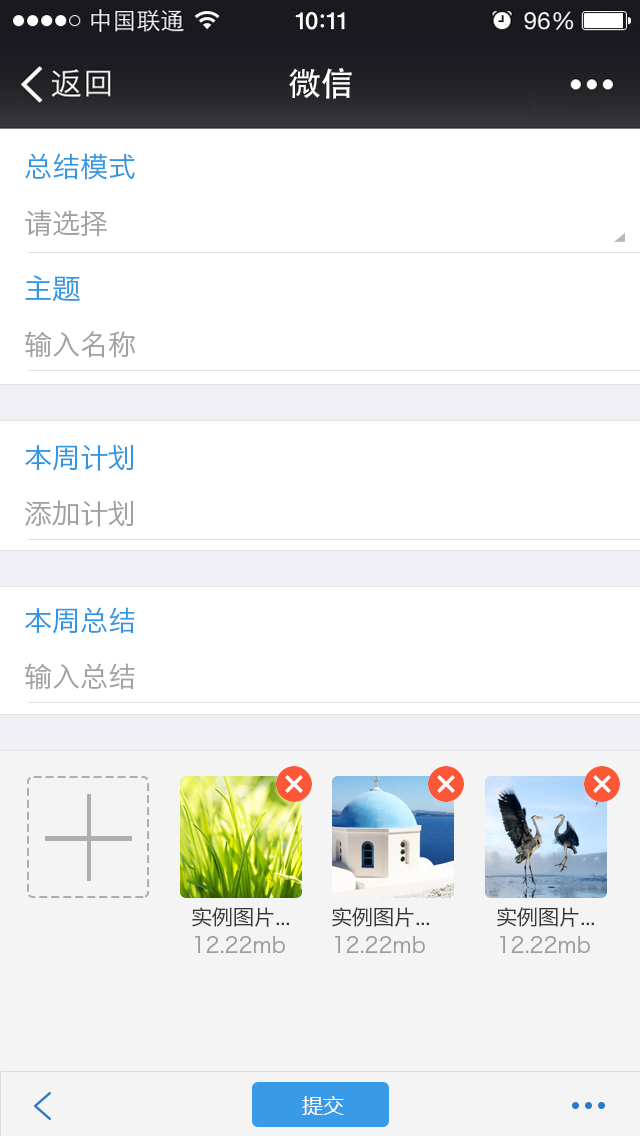 中国联通 10:11 96%
返回 微信
总结模式
请选择
主题
输入名称
本周计划
添加计划
本周总结
输入总结
实例图片... 实例图片... 实例图片...
12.22mb 12.22mb 12.22mb
提交